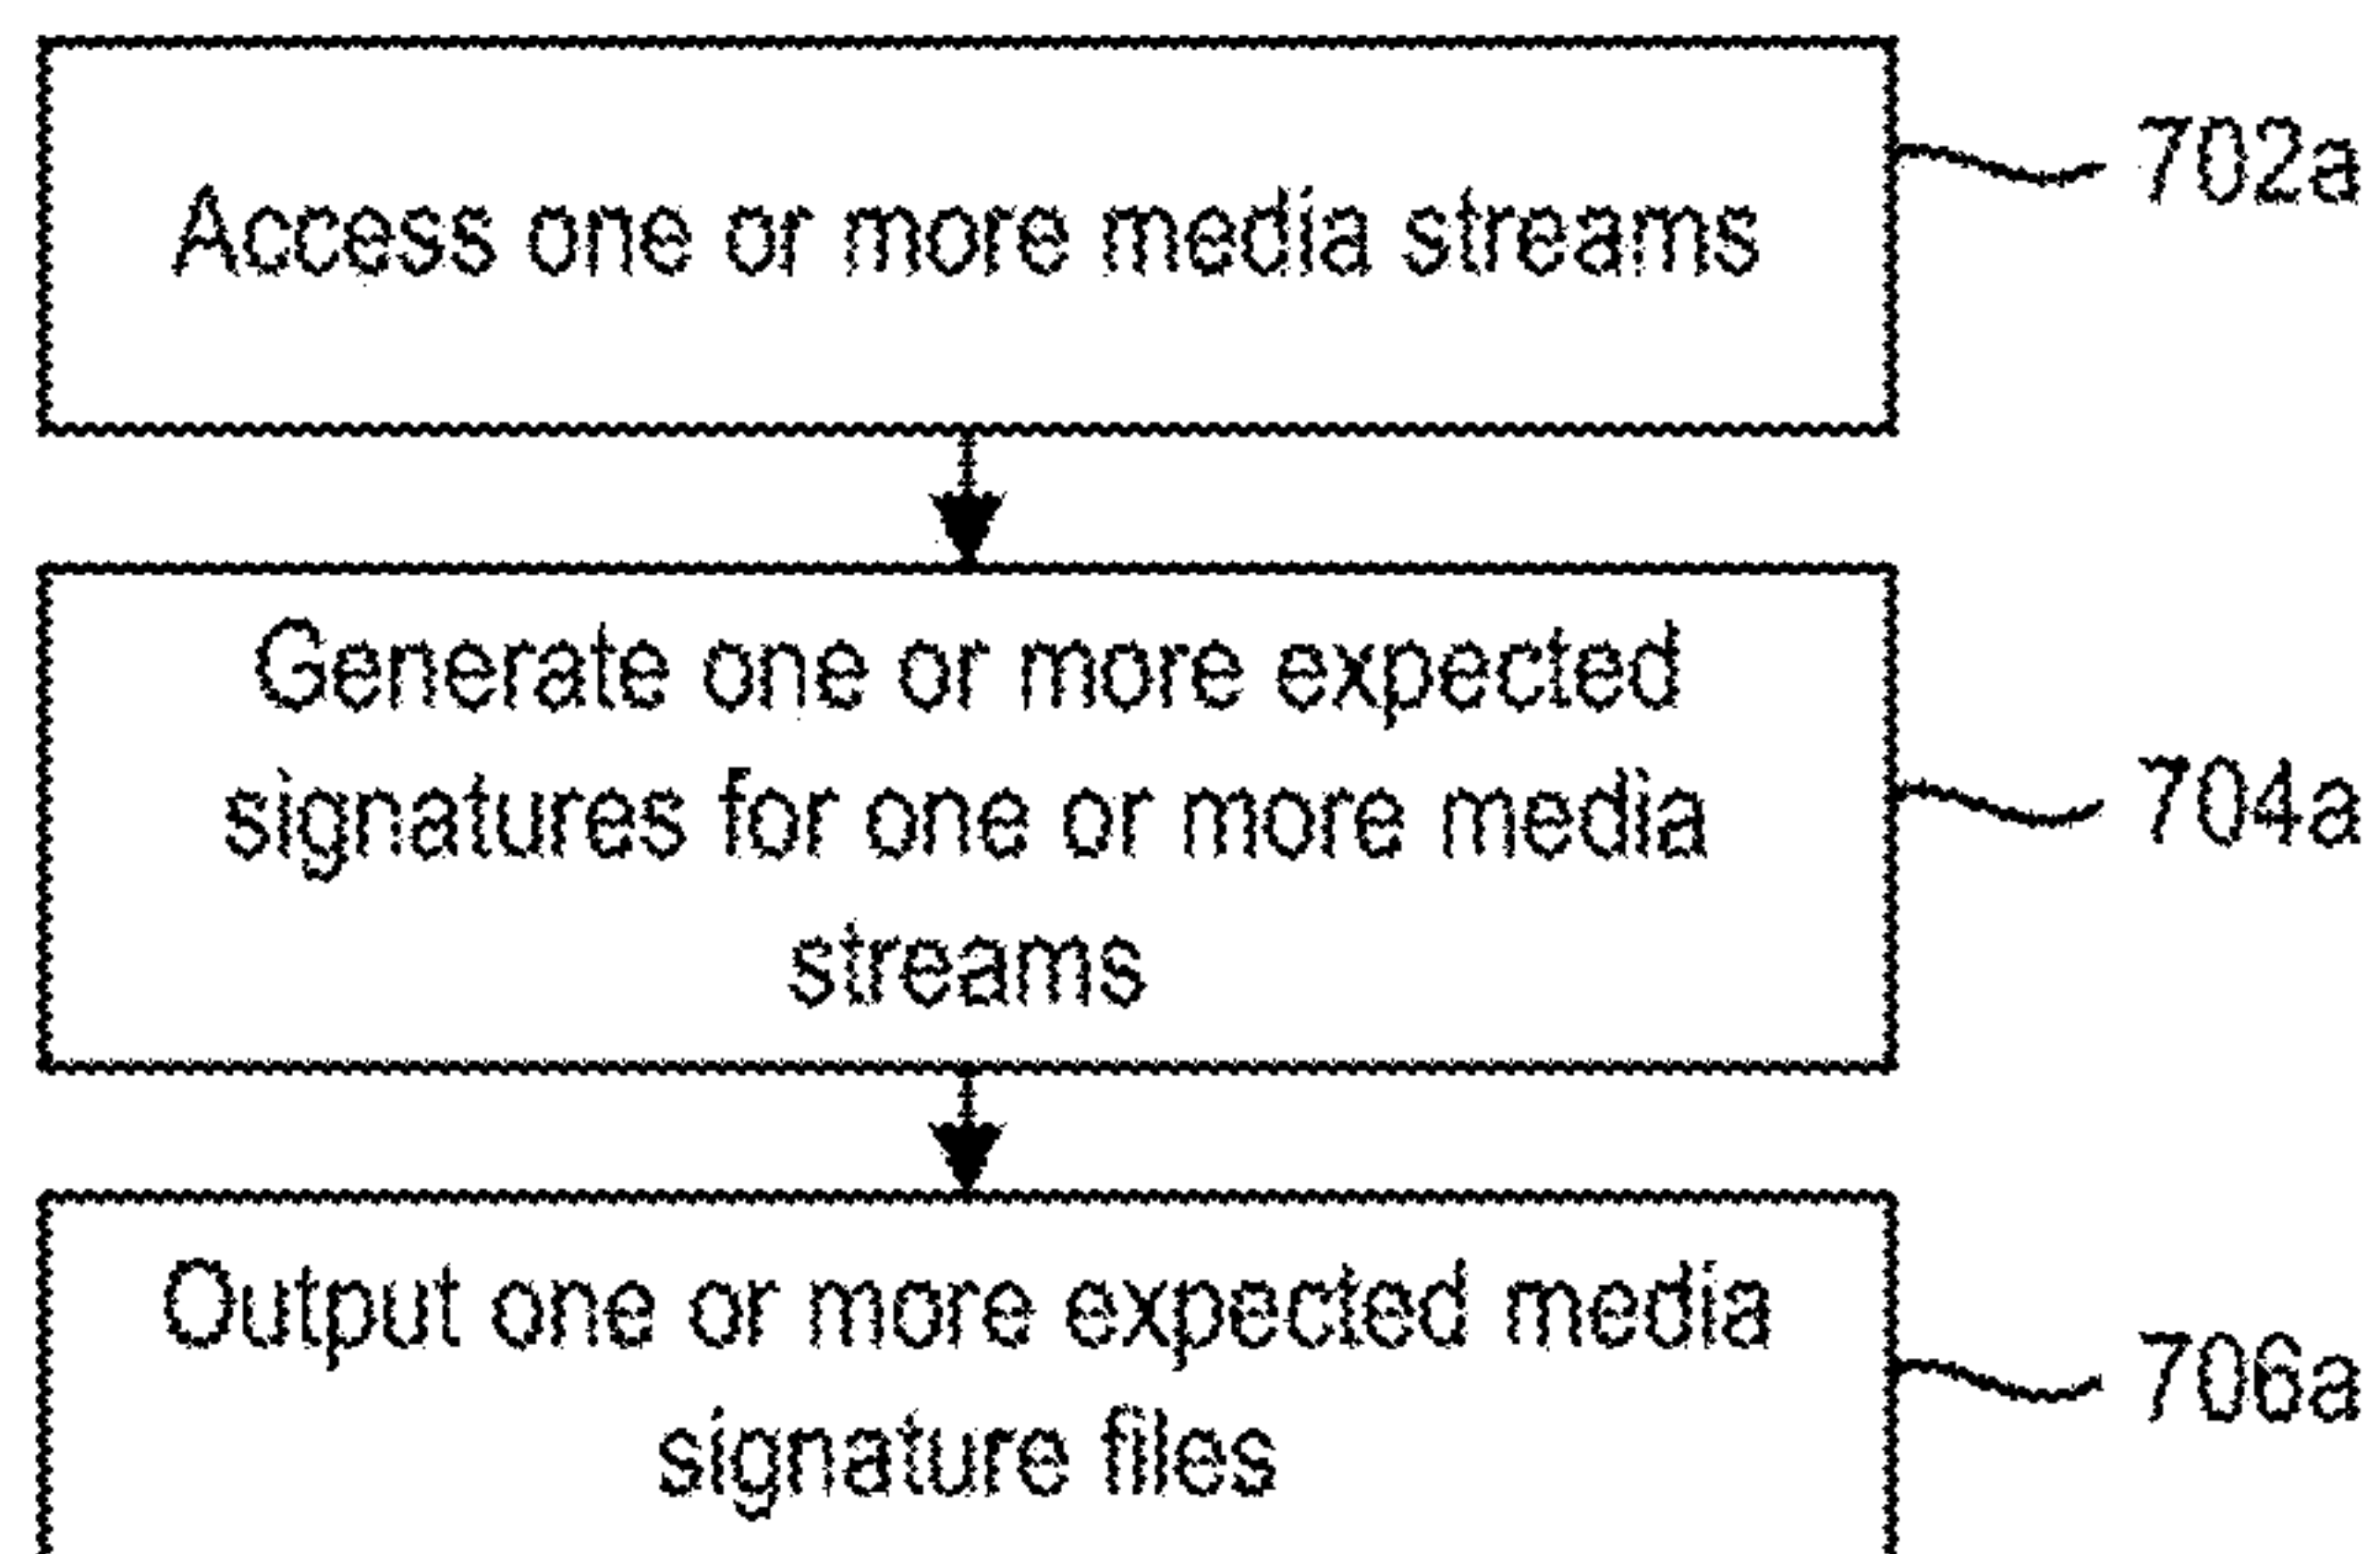 Access one or more media streams
702a
Generate one or more expected
signatures for one or more media
streams
704a
Output one or more expected media
signature files
706a